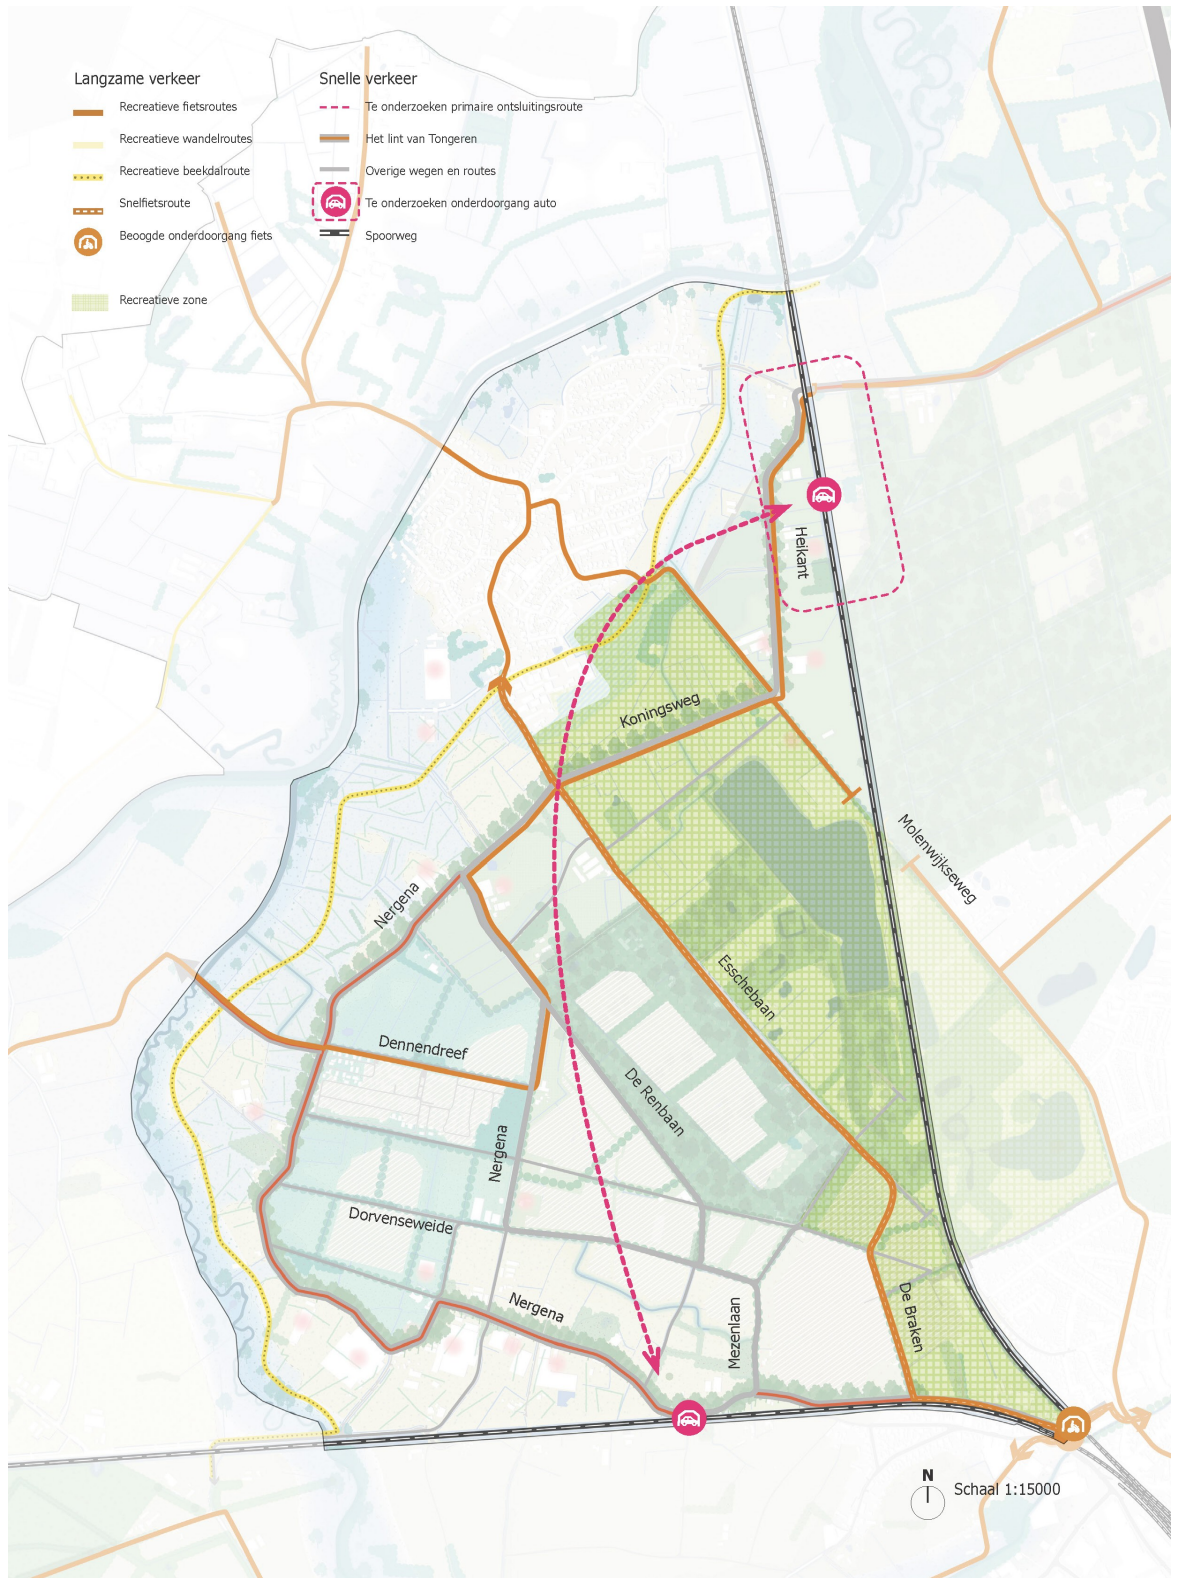 Langzame verkeer
Recreatieve fietsroutes
Recreatieve wandelroutes
Recreatieve beekdalroute
Snelfietsroute
Beoogde onderdoorgang fiets
Recreatieve zone
Snelle verkeer
Te onderzoeken primaire ontsluitingsroute
Het lint van Tongeren
Overige wegen en routes
Te onderzoeken onderdoorgang auto
Spoorweg
Heikant
Koningsweg
Molenwijkseweg
Nergena
Esschebaan
Dennendreef
De Renbaan
Nergena
Dorvenseweide
Nergena
Mezenlaan
De Braken
N
Schaal 1:15000